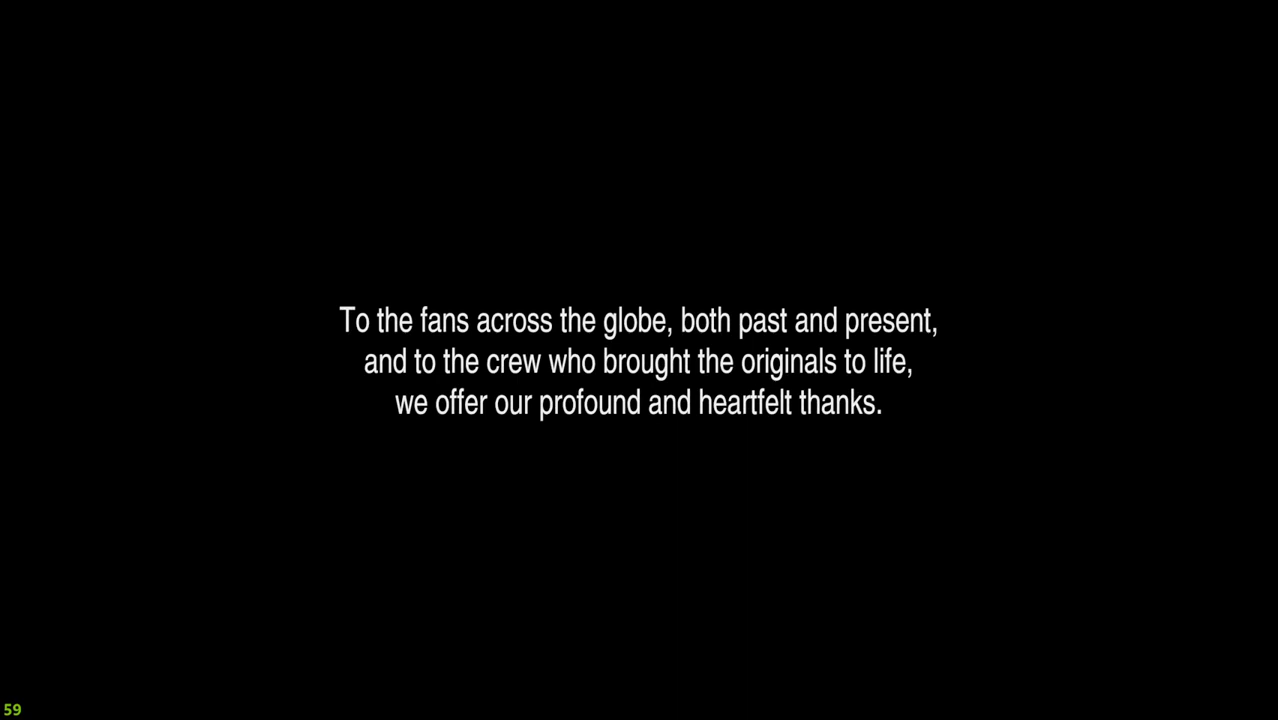 To the fans across the globe, both past and present,
and to the crew who brought the originals to life,
we offer our profound and heartfelt thanks.
59